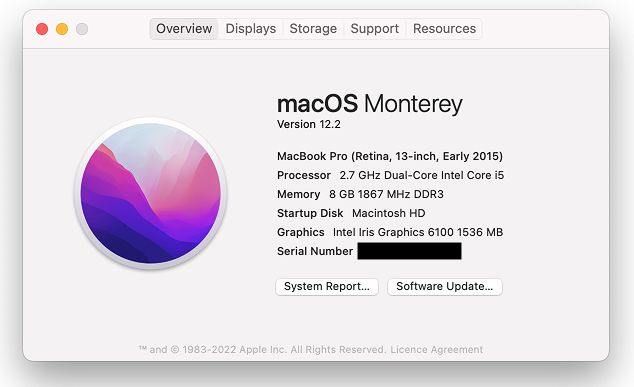 Overview Displays Storage Support Resources
macOS Monterey
Version 12.2
MacBook Pro (Retina, 13-inch, Early 2015)
Processor 2.7 GHz Dual-Core Intel Core i5
Memory 8 GB 1867 MHz DDR3
Startup Disk Macintosh HD
Graphics Intel Iris Graphics 6100 1536 MB
Serial Number
System Report... Software Update...
™ and © 1983-2022 Apple Inc. All Rights Reserved. Licence Agreement